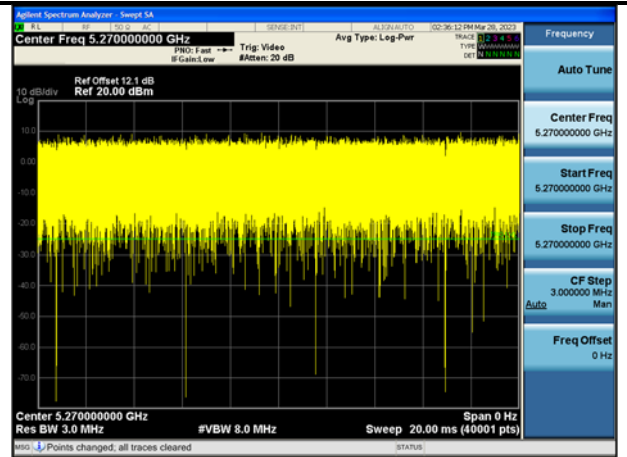 Agilent Spectrum Analyzer - Swept SA
RL RF 50 Ω AC SENSE:INT ALIGN AUTO 02:36:12 PM Mar 28, 2023
Center Freq 5.270000000 GHz
PNO: Fast Trig: Video
IFGain:Low #Atten: 20 dB
Avg Type: Log-Pwr
TRACE 1 2 3 4 5 6
TYPE
DET N N N N N N
Ref Offset 12.1 dB
10 dB/div Ref 20.00 dBm
Log
10.0
0.00
-10.0
-20.0
-30.0
-40.0
-50.0
-60.0
-70.0
Center 5.270000000 GHz Span 0 Hz
Res BW 3.0 MHz #VBW 8.0 MHz Sweep 20.00 ms (40001 pts)
MSG Points changed; all traces cleared STATUS
Frequency
Auto Tune
Center Freq
5.270000000 GHz
Start Freq
5.270000000 GHz
Stop Freq
5.270000000 GHz
CF Step
3.000000 MHz
Auto Man
Freq Offset
0 Hz